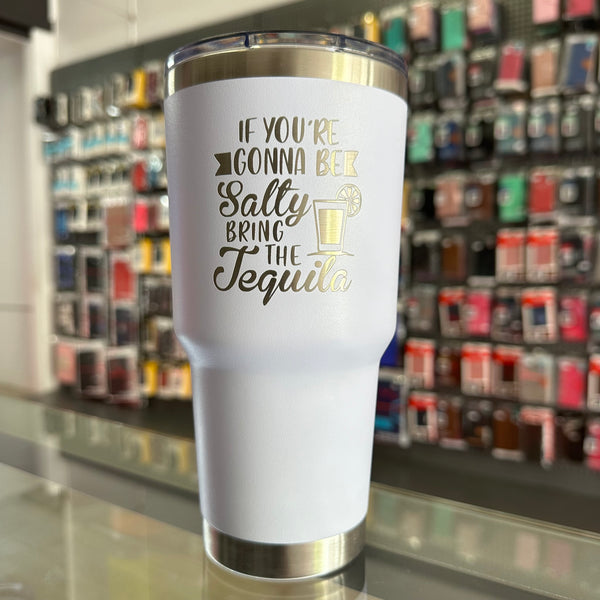 IF YOU'RE
GONNA BE
Salty
BRING
THE
Tequila